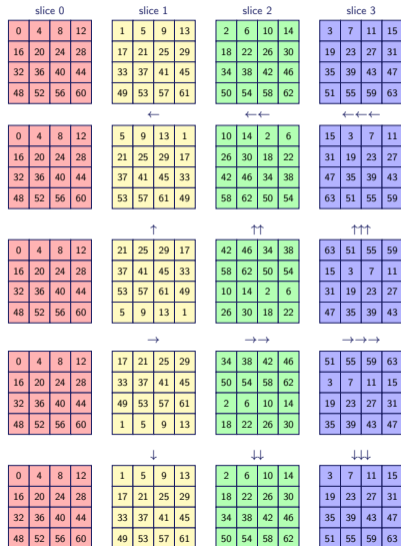 slice 0 slice 1 slice 2 slice 3
0 4 8 12 1 5 9 13 2 6 10 14 3 7 11 15
16 20 24 28 17 21 25 29 18 22 26 30 19 23 27 31
32 36 40 44 33 37 41 45 34 38 42 46 35 39 43 47
48 52 56 60 49 53 57 61 50 54 58 62 51 55 59 63
← ←← ←←←
0 4 8 12 5 9 13 1 10 14 2 6 15 3 7 11
16 20 24 28 21 25 29 17 26 30 18 22 31 19 23 27
32 36 40 44 37 41 45 33 42 46 34 38 47 35 39 43
48 52 56 60 53 57 61 49 58 62 50 54 63 51 55 59
↑ ↑↑ ↑↑↑
0 4 8 12 21 25 29 17 42 46 34 38 63 51 55 59
16 20 24 28 37 41 45 33 58 62 50 54 15 3 7 11
32 36 40 44 53 57 61 49 10 14 2 6 31 19 23 27
48 52 56 60 5 9 13 1 26 30 18 22 47 35 39 43
→ →→ →→→
0 4 8 12 17 21 25 29 34 38 42 46 51 55 59 63
16 20 24 28 33 37 41 45 50 54 58 62 3 7 11 15
32 36 40 44 49 53 57 61 2 6 10 14 19 23 27 31
48 52 56 60 1 5 9 13 18 22 26 30 35 39 43 47
↓ ↓↓ ↓↓↓
0 4 8 12 1 5 9 13 2 6 10 14 3 7 11 15
16 20 24 28 17 21 25 29 18 22 26 30 19 23 27 31
32 36 40 44 33 37 41 45 34 38 42 46 35 39 43 47
48 52 56 60 49 53 57 61 50 54 58 62 51 55 59 63